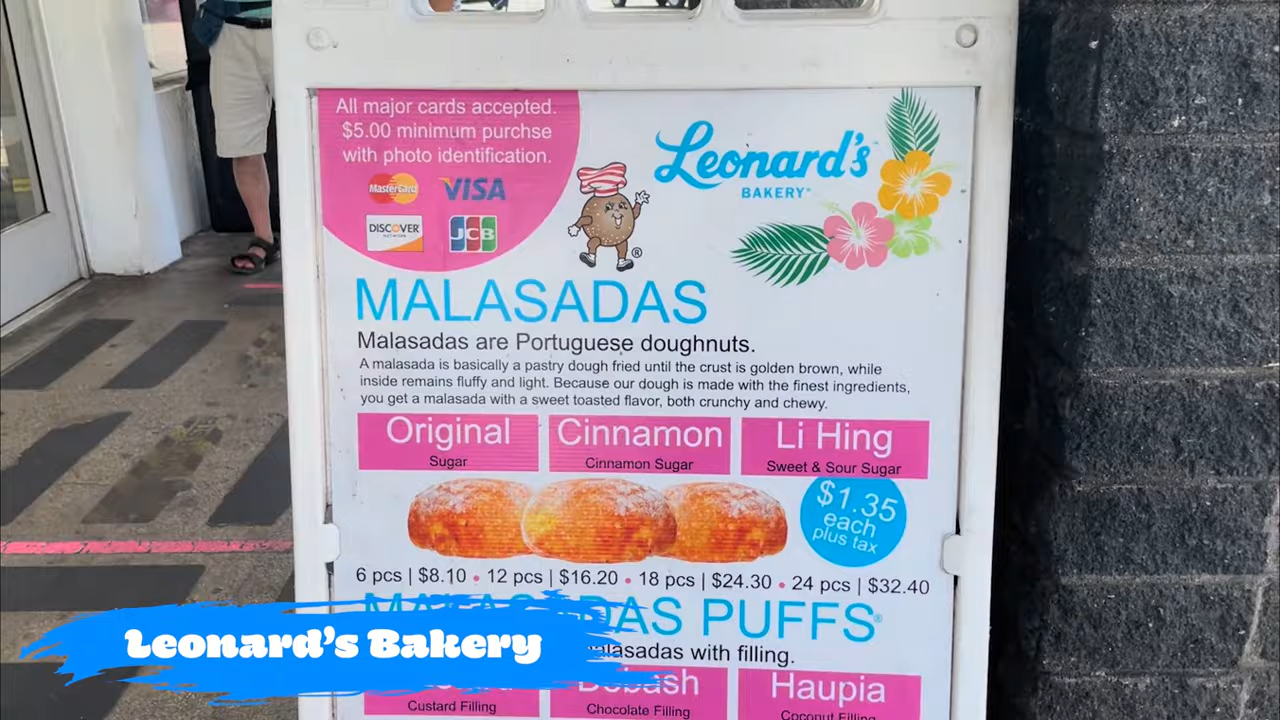 All major cards accepted.
$5.00 minimum purchse
with photo identification.
MasterCard
VISA
DISCOVER
NETWORK
JCB
Leonard's
BAKERY
MALASADAS
Malasadas are Portuguese doughnuts.
A malasada is basically a pastry dough fried until the crust is golden brown, while
inside remains fluffy and light. Because our dough is made with the finest ingredients,
you get a malasada with a sweet toasted flavor, both crunchy and chewy.
Original
Sugar
Cinnamon
Cinnamon Sugar
Li Hing
Sweet & Sour Sugar
$1.35
each
plus tax
6 pcs | $8.10 • 12 pcs | $16.20 • 18 pcs | $24.30 • 24 pcs | $32.40
MALASADAS PUFFS®
malasadas with filling.
Custard Filling
Dobash
Chocolate Filling
Haupia
Coconut Filling
Leonard's Bakery